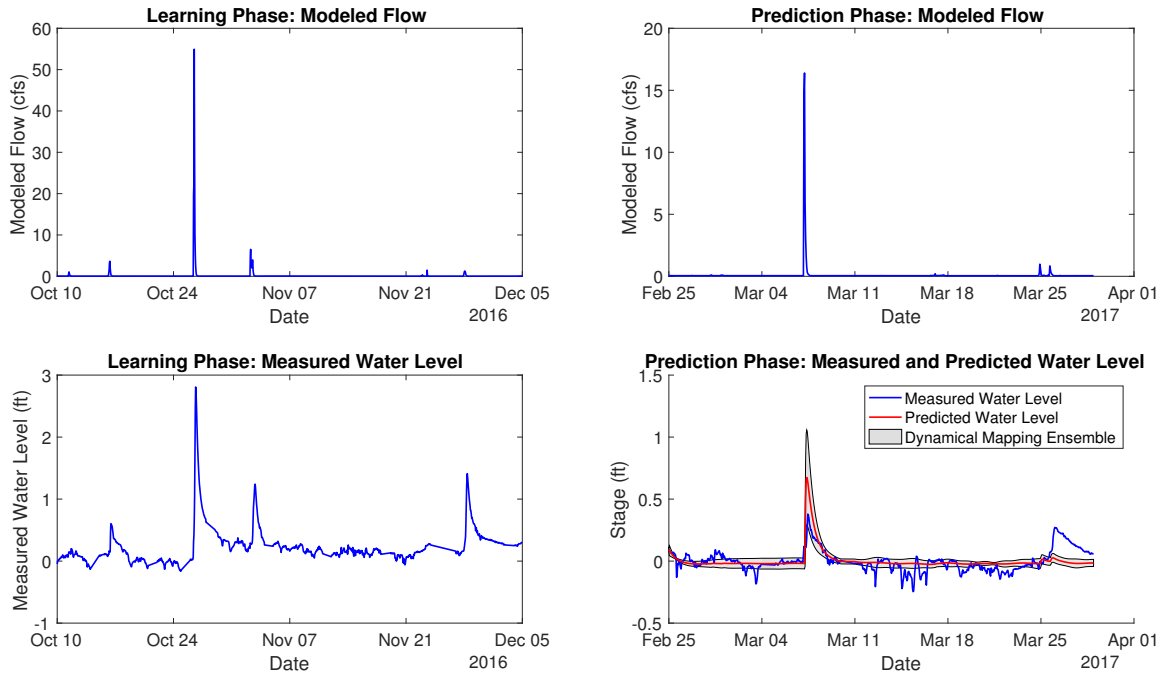 Learning Phase: Modeled Flow
Modeled Flow (cfs)
60
50
40
30
20
10
0
Oct 10 Oct 24 Nov 07 Nov 21 Dec 05
Date
2016
Prediction Phase: Modeled Flow
Modeled Flow (cfs)
20
15
10
5
0
Feb 25 Mar 04 Mar 11 Mar 18 Mar 25 Apr 01
Date
2017
Learning Phase: Measured Water Level
Measured Water Level (ft)
3
2
1
0
-1
Oct 10 Oct 24 Nov 07 Nov 21 Dec 05
Date
2016
Prediction Phase: Measured and Predicted Water Level
Stage (ft)
1.5
1
0.5
0
-0.5
Measured Water Level
Predicted Water Level
Dynamical Mapping Ensemble
Feb 25 Mar 04 Mar 11 Mar 18 Mar 25 Apr 01
Date
2017